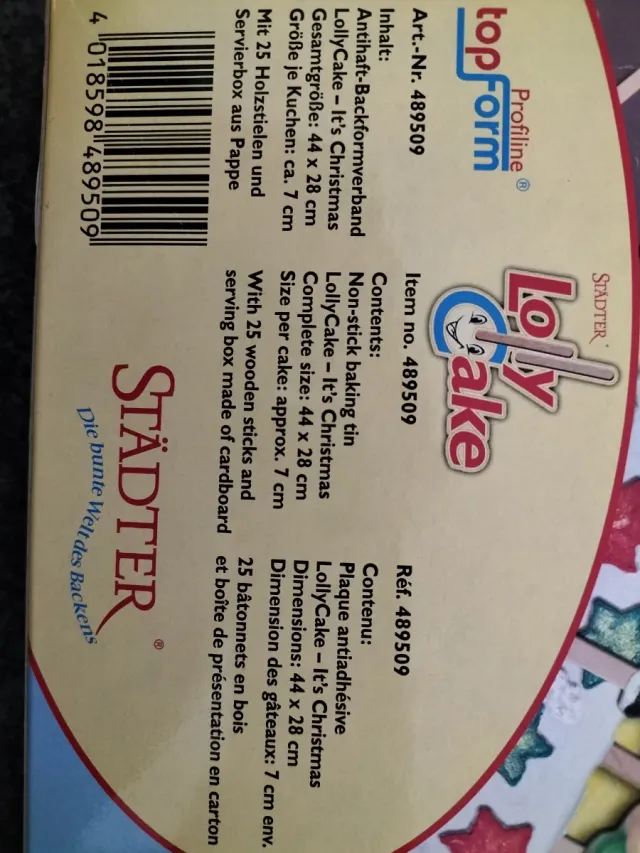 Profiline ®
topform
STÄDTER
Lolly
Cake
Art.-Nr. 489509
Inhalt:
Antihaft-Backformverband
LollyCake – It's Christmas
Gesamtgröße: 44 x 28 cm
Größe je Kuchen: ca. 7 cm
Mit 25 Holzstielen und
Servierbox aus Pappe
4 018598 489509
Item no. 489509
Contents:
Non-stick baking tin
LollyCake – It's Christmas
Complete size: 44 x 28 cm
Size per cake: approx. 7 cm
With 25 wooden sticks and
serving box made of cardboard
Réf. 489509
Contenu:
Plaque antiadhésive
LollyCake – It's Christmas
Dimensions: 44 x 28 cm
Dimension des gâteaux: 7 cm env.
25 bâtonnets en bois
et boîte de présentation en carton
STÄDTER ®
Die bunte Welt des Backens